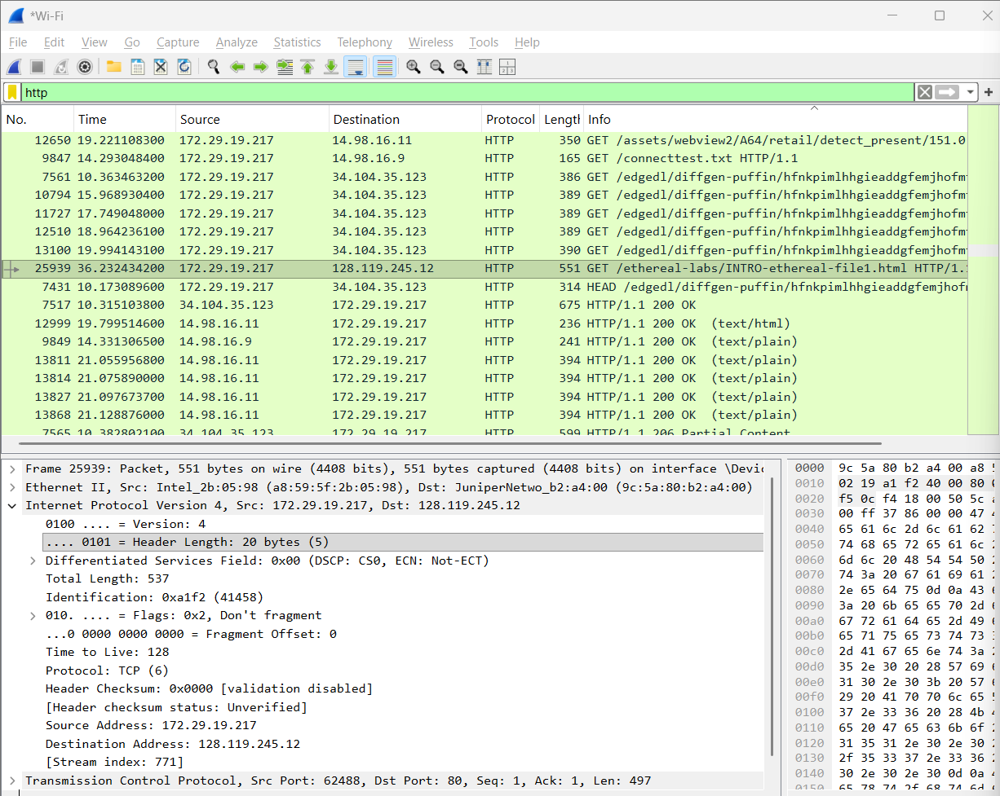 *Wi-Fi
File Edit View Go Capture Analyze Statistics Telephony Wireless Tools Help
http
No. Time Source Destination Protocol Length Info
12650 19.221108300 172.29.19.217 14.98.16.11 HTTP 350 GET /assets/webview2/A64/retail/detect_present/151.0
9847 14.293048400 172.29.19.217 14.98.16.9 HTTP 165 GET /connecttest.txt HTTP/1.1
7561 10.363463200 172.29.19.217 34.104.35.123 HTTP 386 GET /edgedl/diffgen-puffin/hfnkpimlhhgieaddgfemjhofm
10794 15.968930400 172.29.19.217 34.104.35.123 HTTP 389 GET /edgedl/diffgen-puffin/hfnkpimlhhgieaddgfemjhofm
11727 17.749048000 172.29.19.217 34.104.35.123 HTTP 389 GET /edgedl/diffgen-puffin/hfnkpimlhhgieaddgfemjhofm
12510 18.964236100 172.29.19.217 34.104.35.123 HTTP 389 GET /edgedl/diffgen-puffin/hfnkpimlhhgieaddgfemjhofm
13100 19.994143100 172.29.19.217 34.104.35.123 HTTP 390 GET /edgedl/diffgen-puffin/hfnkpimlhhgieaddgfemjhofm
25939 36.232434200 172.29.19.217 128.119.245.12 HTTP 551 GET /ethereal-labs/INTRO-ethereal-file1.html HTTP/1.
7431 10.173089600 172.29.19.217 34.104.35.123 HTTP 314 HEAD /edgedl/diffgen-puffin/hfnkpimlhhgieaddgfemjhof
7517 10.315103800 34.104.35.123 172.29.19.217 HTTP 675 HTTP/1.1 200 OK
12999 19.799514600 14.98.16.11 172.29.19.217 HTTP 236 HTTP/1.1 200 OK (text/html)
9849 14.331306500 14.98.16.9 172.29.19.217 HTTP 241 HTTP/1.1 200 OK (text/plain)
13811 21.055956800 14.98.16.11 172.29.19.217 HTTP 394 HTTP/1.1 200 OK (text/plain)
13814 21.075890000 14.98.16.11 172.29.19.217 HTTP 394 HTTP/1.1 200 OK (text/plain)
13827 21.097673700 14.98.16.11 172.29.19.217 HTTP 394 HTTP/1.1 200 OK (text/plain)
13868 21.128876000 14.98.16.11 172.29.19.217 HTTP 394 HTTP/1.1 200 OK (text/plain)
7565 10.382802100 34.104.35.123 172.29.19.217 HTTP 599 HTTP/1.1 206 Partial Content
Frame 25939: Packet, 551 bytes on wire (4408 bits), 551 bytes captured (4408 bits) on interface \Devic
Ethernet II, Src: Intel_2b:05:98 (a8:59:5f:2b:05:98), Dst: JuniperNetwo_b2:a4:00 (9c:5a:80:b2:a4:00)
Internet Protocol Version 4, Src: 172.29.19.217, Dst: 128.119.245.12
0100 .... = Version: 4
.... 0101 = Header Length: 20 bytes (5)
Differentiated Services Field: 0x00 (DSCP: CS0, ECN: Not-ECT)
Total Length: 537
Identification: 0xa1f2 (41458)
010. .... = Flags: 0x2, Don't fragment
...0 0000 0000 0000 = Fragment Offset: 0
Time to Live: 128
Protocol: TCP (6)
Header Checksum: 0x0000 [validation disabled]
[Header checksum status: Unverified]
Source Address: 172.29.19.217
Destination Address: 128.119.245.12
[Stream index: 771]
Transmission Control Protocol, Src Port: 62488, Dst Port: 80, Seq: 1, Ack: 1, Len: 497
0000 9c 5a 80 b2 a4 00 a8
0010 02 19 a1 f2 40 00 80
0020 f5 0c f4 18 00 50 5c
0030 00 ff 37 86 00 00 47
0040 65 61 6c 2d 6c 61 62
0050 74 68 65 72 65 61 6c
0060 6d 6c 20 48 54 54 50
0070 74 3a 20 67 61 69 61
0080 2e 65 64 75 0d 0a 43
0090 3a 20 6b 65 65 70 2d
00a0 67 72 61 64 65 2d 49
00b0 65 71 75 65 73 74 73
00c0 2d 41 67 65 6e 74 3a
00d0 35 2e 30 20 28 57 69
00e0 31 30 2e 30 3b 20 57
00f0 29 20 41 70 70 6c 65
0100 37 2e 33 36 20 28 4b
0110 65 20 47 65 63 6b 6f
0120 31 35 31 2e 30 2e 30
0130 2f 35 33 37 2e 33 36
0140 30 2e 30 2e 30 0d 0a
0150 65 78 74 2f 68 74 6d